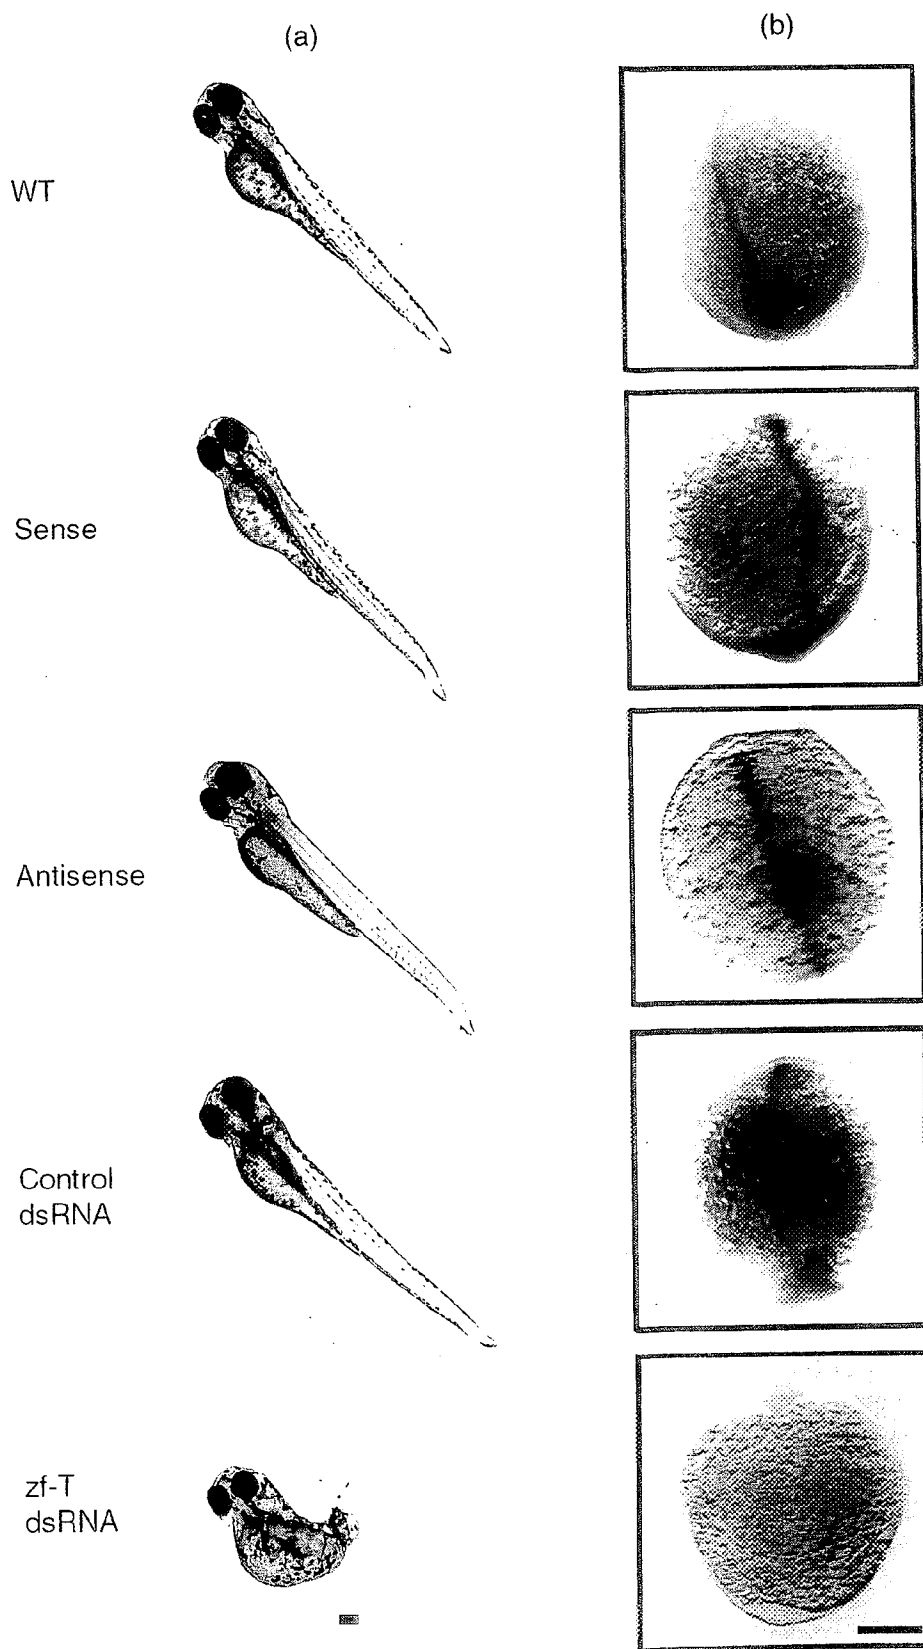 (a)
(b)
WT
Sense
Antisense
Control
dsRNA
zf-T
dsRNA